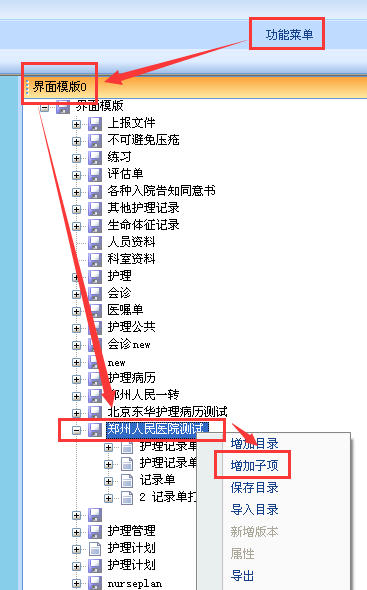 功能菜单
界面模版0
界面模版
上报文件
不可避免压疮
练习
评估单
各种入院告知同意书
其他护理记录
生命体征记录
人员资料
科室资料
护理
会诊
医嘱单
护理公共
会诊new
new
护理病历
郑州人民一转
北京东华护理病历测试
郑州人民医院测试
护理记录单
护理记录单
记录单
2 记录单打
护理管理
护理计划
护理计划
nurseplan
增加目录
增加子项
保存目录
导入目录
新增版本
属性
导出